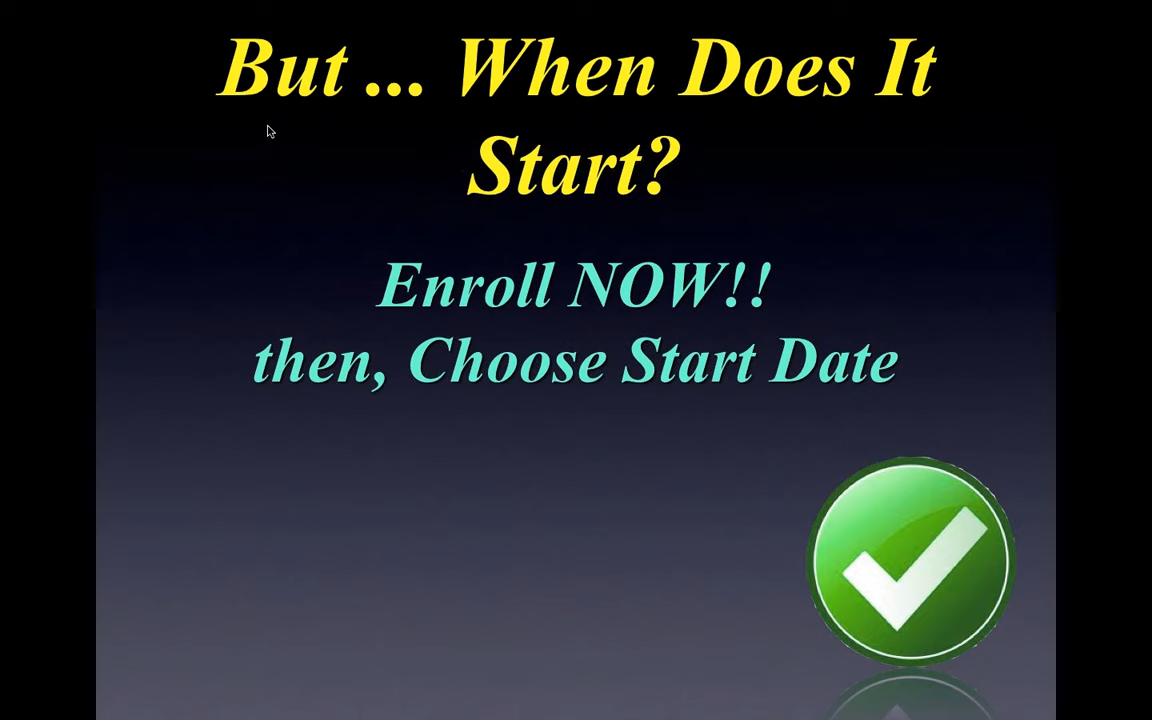 But ... When Does It
Start?
Enroll NOW!!
then, Choose Start Date